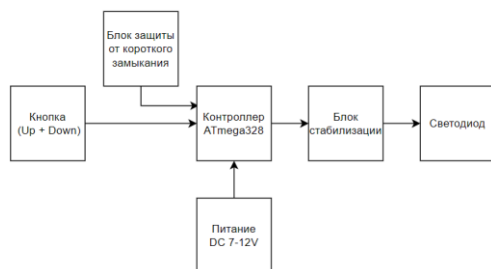 Блок защиты
от короткого
замыкания
Кнопка
(Up + Down)
Контроллер
ATmega328
Блок
стабилизации
Светодиод
Питание
DC 7-12V